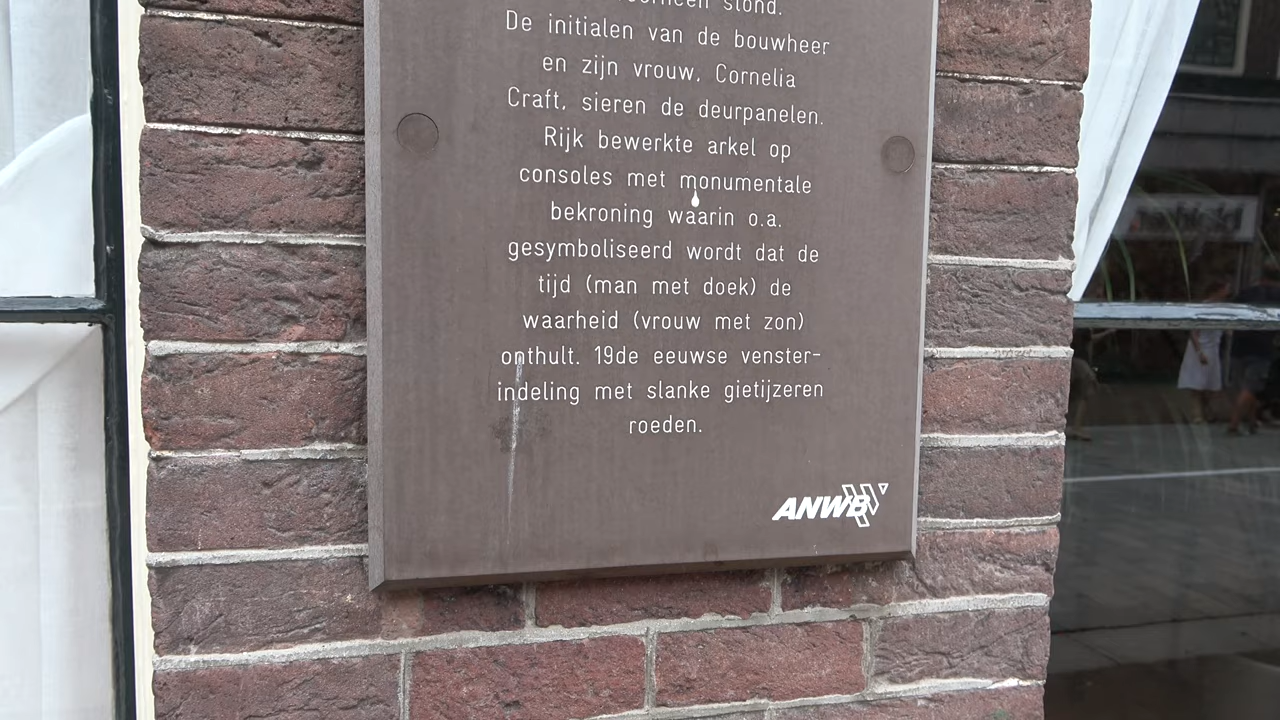 stond.
De initialen van de bouwheer
en zijn vrouw, Cornelia
Craft, sieren de deurpanelen.
Rijk bewerkte arkel op
consoles met monumentale
bekroning waarin o.a.
gesymboliseerd wordt dat de
tijd (man met doek) de
waarheid (vrouw met zon)
onthult. 19de eeuwse venster-
indeling met slanke gietijzeren
roeden.
ANWB